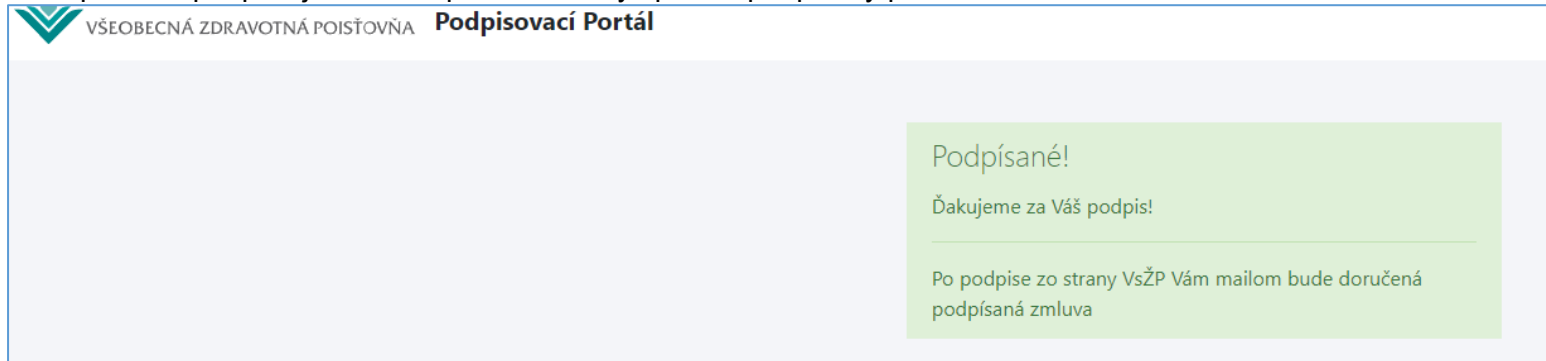 VŠEOBECNÁ ZDRAVOTNÁ POISŤOVŇA Podpisovací Portál
Podpísané!
Ďakujeme za Váš podpis!
Po podpise zo strany VsŽP Vám mailom bude doručená
podpísaná zmluva